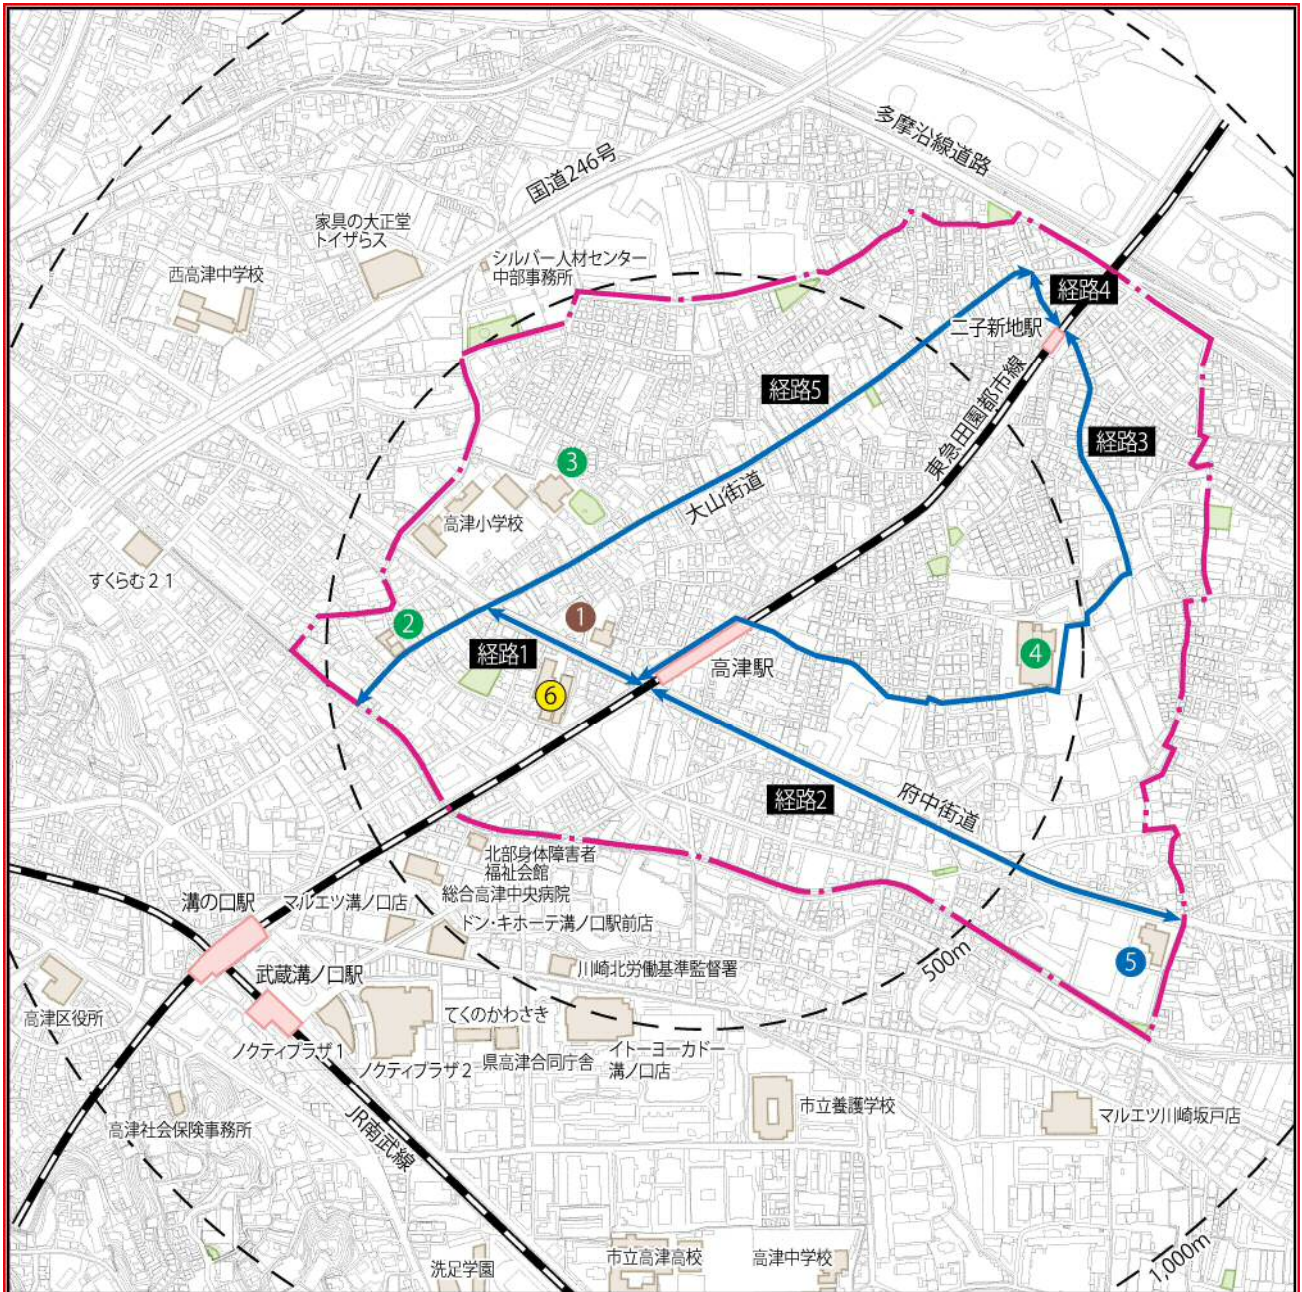 多摩沿線道路
国道246号
家具の大正堂
トイザらス
シルバー人材センター
中部事務所
西高津中学校
経路4
二子新地駅
経路5
東急田園都市線
経路3
3
大山街道
高津小学校
すくらむ21
2
1
経路1
高津駅
4
6
経路2
府中街道
北部身体障害者
福祉会館
総合高津中央病院
溝の口駅
マルエツ溝ノ口店
ドン・キホーテ溝ノ口駅前店
500m
5
武蔵溝ノ口駅
川崎北労働基準監督署
高津区役所
てくのかわさき
ノクティプラザ1
ノクティプラザ2
県高津合同庁舎
イトーヨーカドー
溝ノ口店
市立養護学校
マルエツ川崎坂戸店
高津社会保険事務所
JR南武線
市立高津高校
高津中学校
洗足学園
1,000m